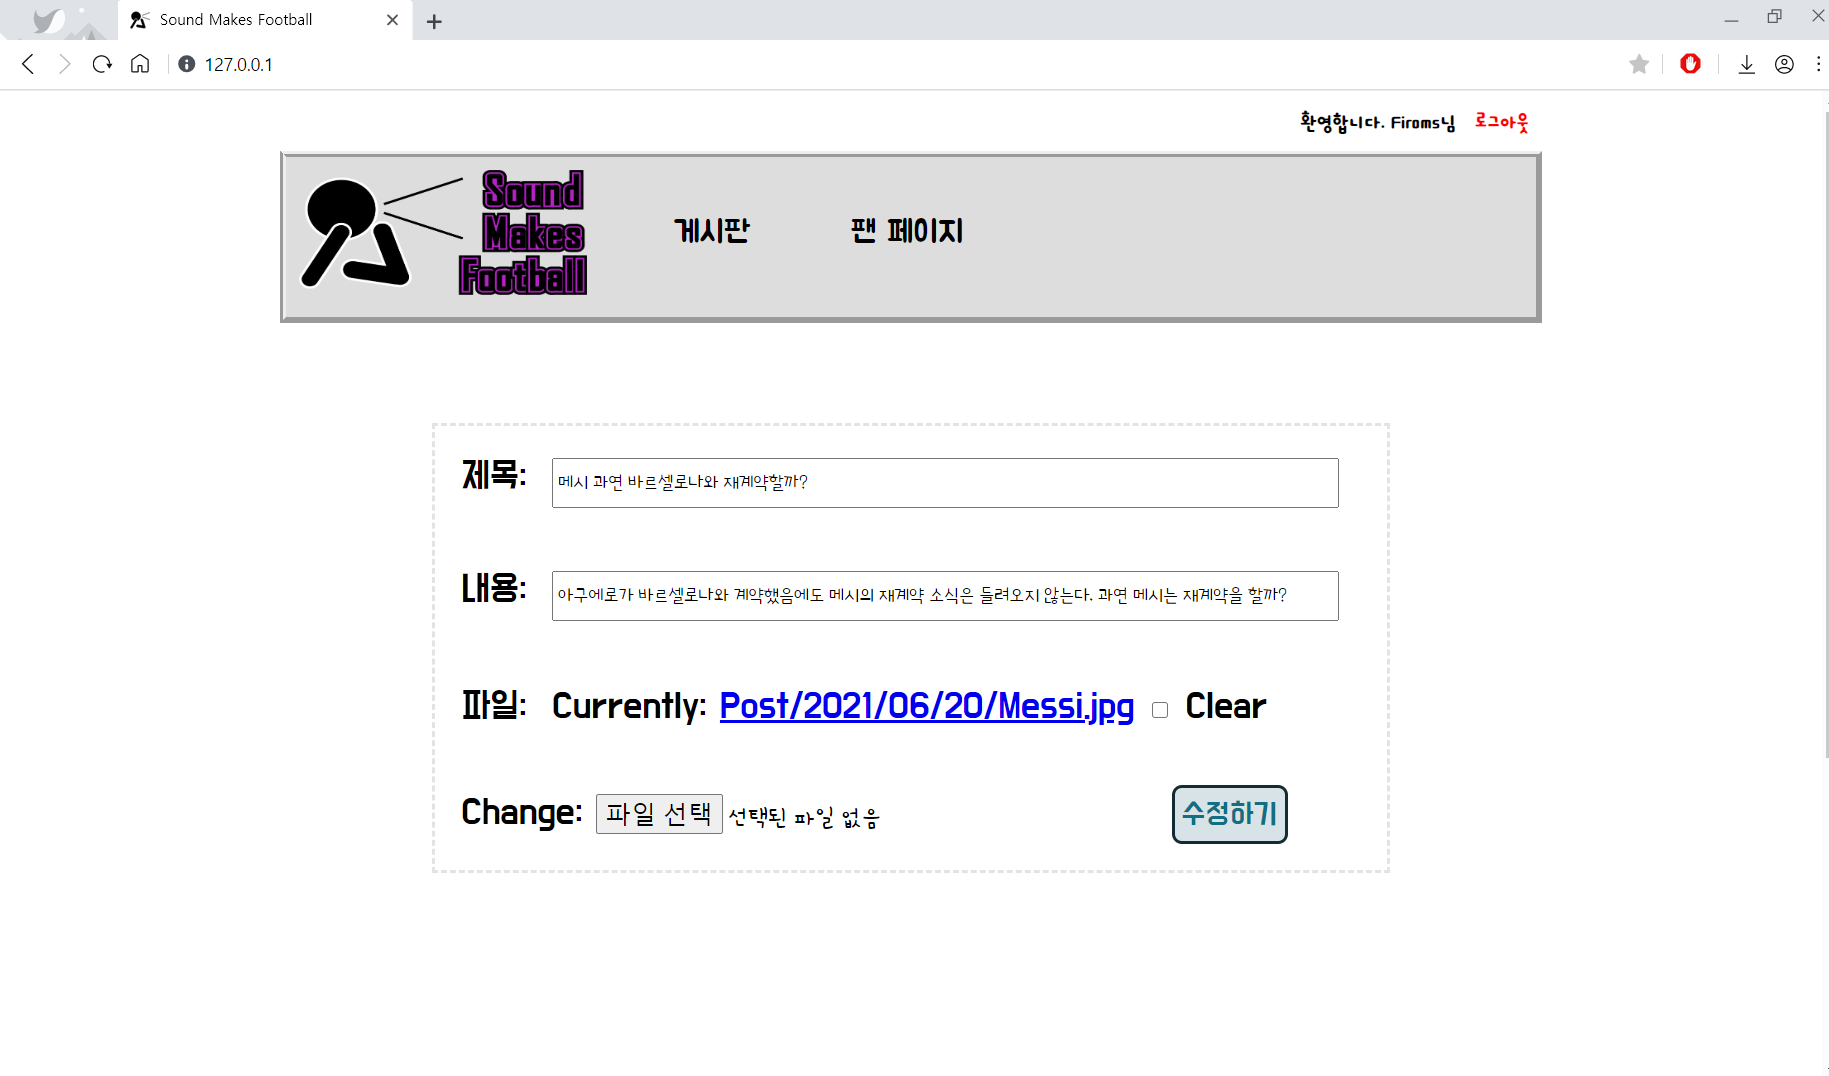 Sound Makes Football
127.0.0.1
환영합니다. Firoms님 로그아웃
Sound
Makes
Football
게시판 팬 페이지
제목: 메시 과연 바르셀로나와 재계약할까?
내용: 아구에로가 바르셀로나와 계약했음에도 메시의 재계약 소식은 들려오지 않는다. 과연 메시는 재계약을 할까?
파일: Currently: Post/2021/06/20/Messi.jpg Clear
Change: 파일 선택 선택된 파일 없음 수정하기